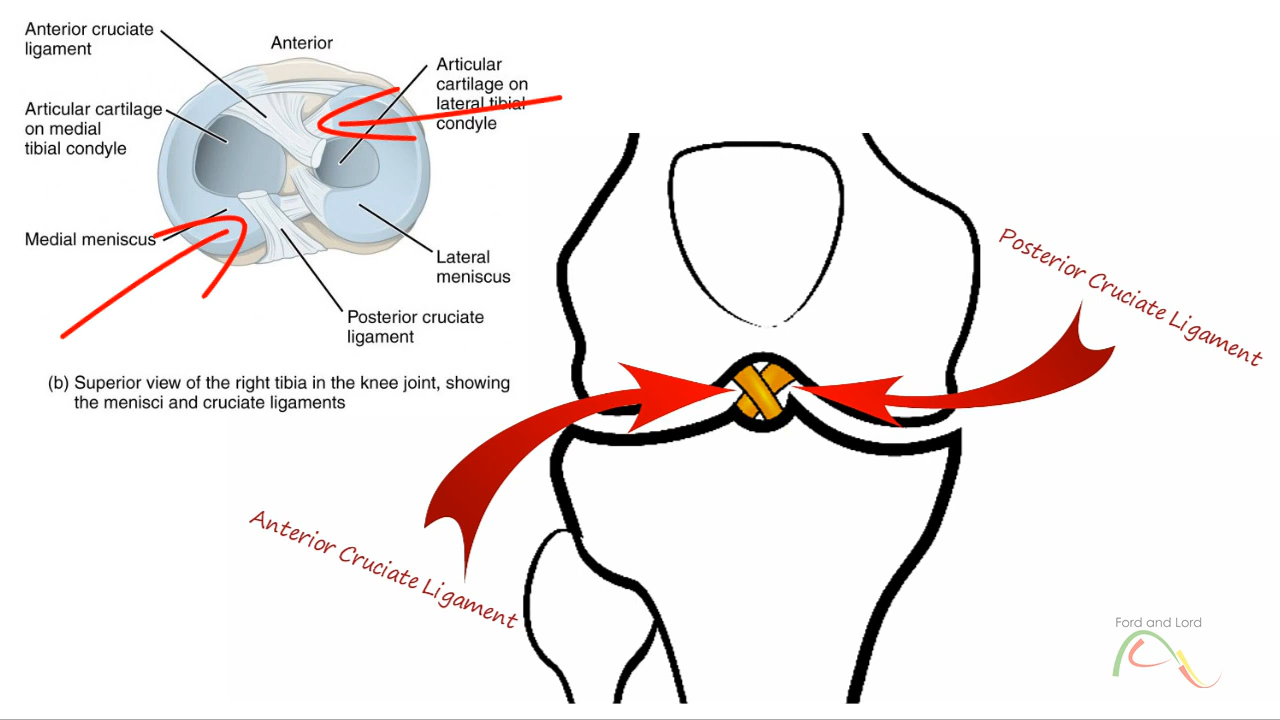 Anterior cruciate
ligament
Anterior
Articular
cartilage on
lateral tibial
condyle
Articular cartilage
on medial
tibial condyle
Medial meniscus
Lateral
meniscus
Posterior cruciate
ligament
(b) Superior view of the right tibia in the knee joint, showing
the menisci and cruciate ligaments
Posterior Cruciate Ligament
Anterior Cruciate Ligament
Ford and Lord